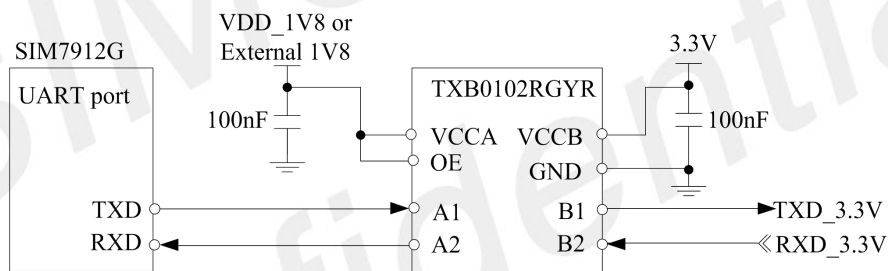 VDD_1V8 or
External 1V8
SIM7912G
3.3V
UART port
TXB0102RGYR
100nF
100nF
VCCA
VCCB
OE
GND
TXD
A1
B1
TXD_3.3V
RXD
A2
B2
RXD_3.3V